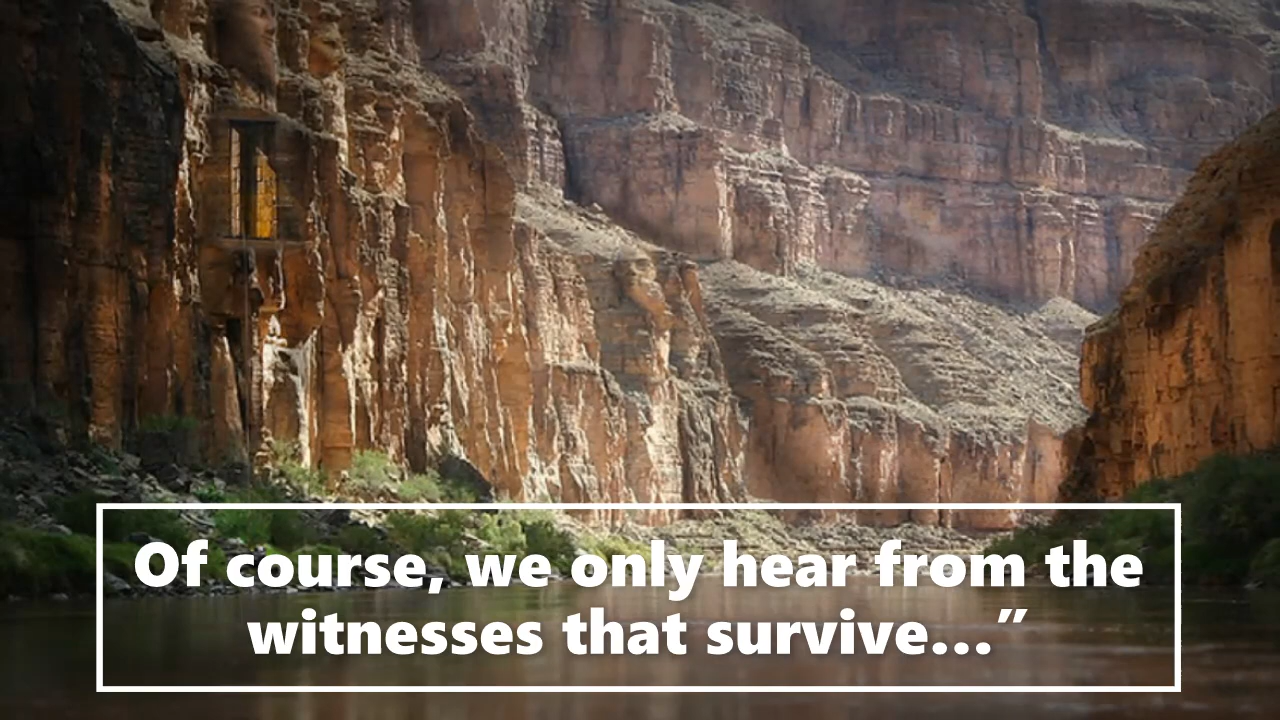 Of course, we only hear from the
witnesses that survive...”